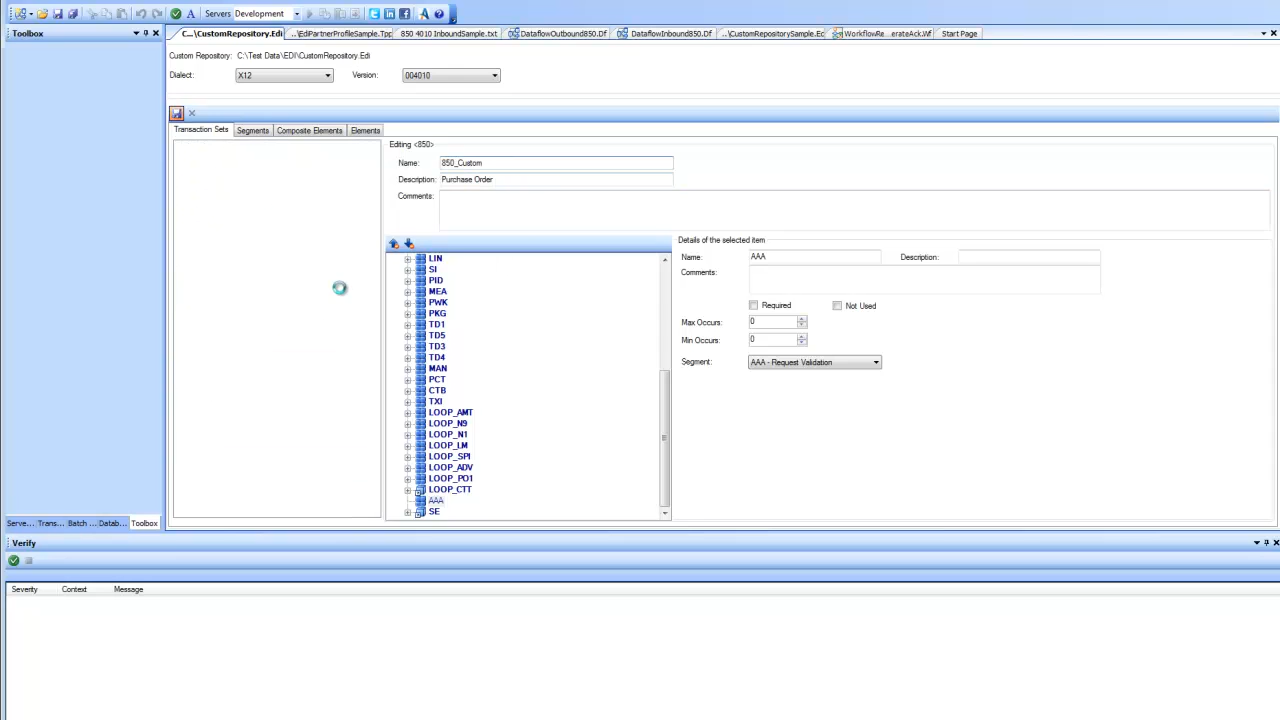 Servers Development
Toolbox
C...\CustomRepository.Edi ..\EdiPartnerProfileSample.Tpp 850 4010 InboundSample.txt DataflowOutbound850.Df DataflowInbound850.Df ..\CustomRepositorySample.Ed WorkflowRe...erateAck.Wf Start Page
Custom Repository: C:\Test Data\EDI\CustomRepository.Edi
Dialect: X12 Version: 004010
Transaction Sets Segments Composite Elements Elements
Editing <850>
Name: 850_Custom
Description: Purchase Order
Comments:
Details of the selected item
Name: AAA Description:
Comments:
Required Not Used
Max Occurs: 0
Min Occurs: 0
Segment: AAA - Request Validation
LIN
SI
PID
MEA
PWK
PKG
TD1
TD5
TD3
TD4
MAN
PCT
CTB
TXI
LOOP_AMT
LOOP_N9
LOOP_N1
LOOP_LM
LOOP_SPI
LOOP_ADV
LOOP_PO1
LOOP_CTT
AAA
SE
Serve... Trans... Batch ... Datab... Toolbox
Verify
Severity Context Message